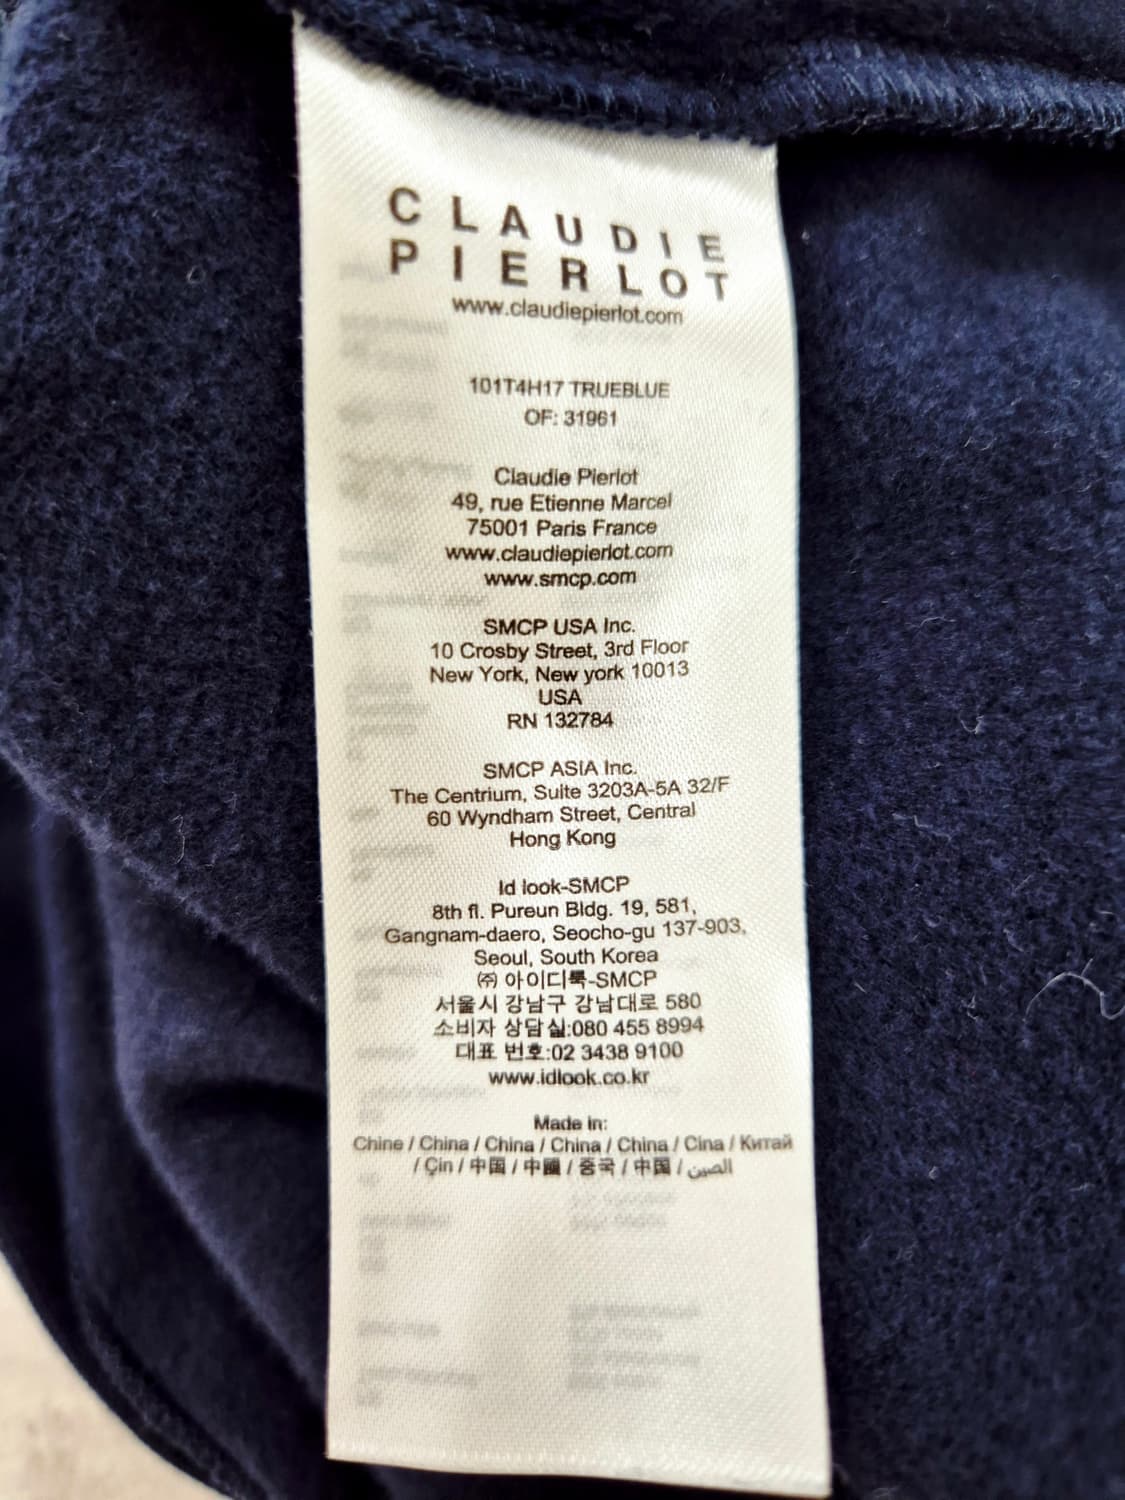 CLAUDIE
PIERLOT
www.claudiepierlot.com
101T4H17 TRUEBLUE
OF: 31961
Claudie Pierlot
49, rue Etienne Marcel
75001 Paris France
www.claudiepierlot.com
www.smcp.com
SMCP USA Inc.
10 Crosby Street, 3rd Floor
New York, New york 10013
USA
RN 132784
SMCP ASIA Inc.
The Centrium, Suite 3203A-5A 32/F
60 Wyndham Street, Central
Hong Kong
Id look-SMCP
8th fl. Pureun Bldg. 19, 581,
Gangnam-daero, Seocho-gu 137-903,
Seoul, South Korea
㈜ 아이디룩-SMCP
서울시 강남구 강남대로 580
소비자 상담실:080 455 8994
대표 번호:02 3438 9100
www.idlook.co.kr
Made in:
Chine / China / China / China / China / Cina / Китай
/ Çin / 中国 / 中國 / 중국 / 中国 / الصين